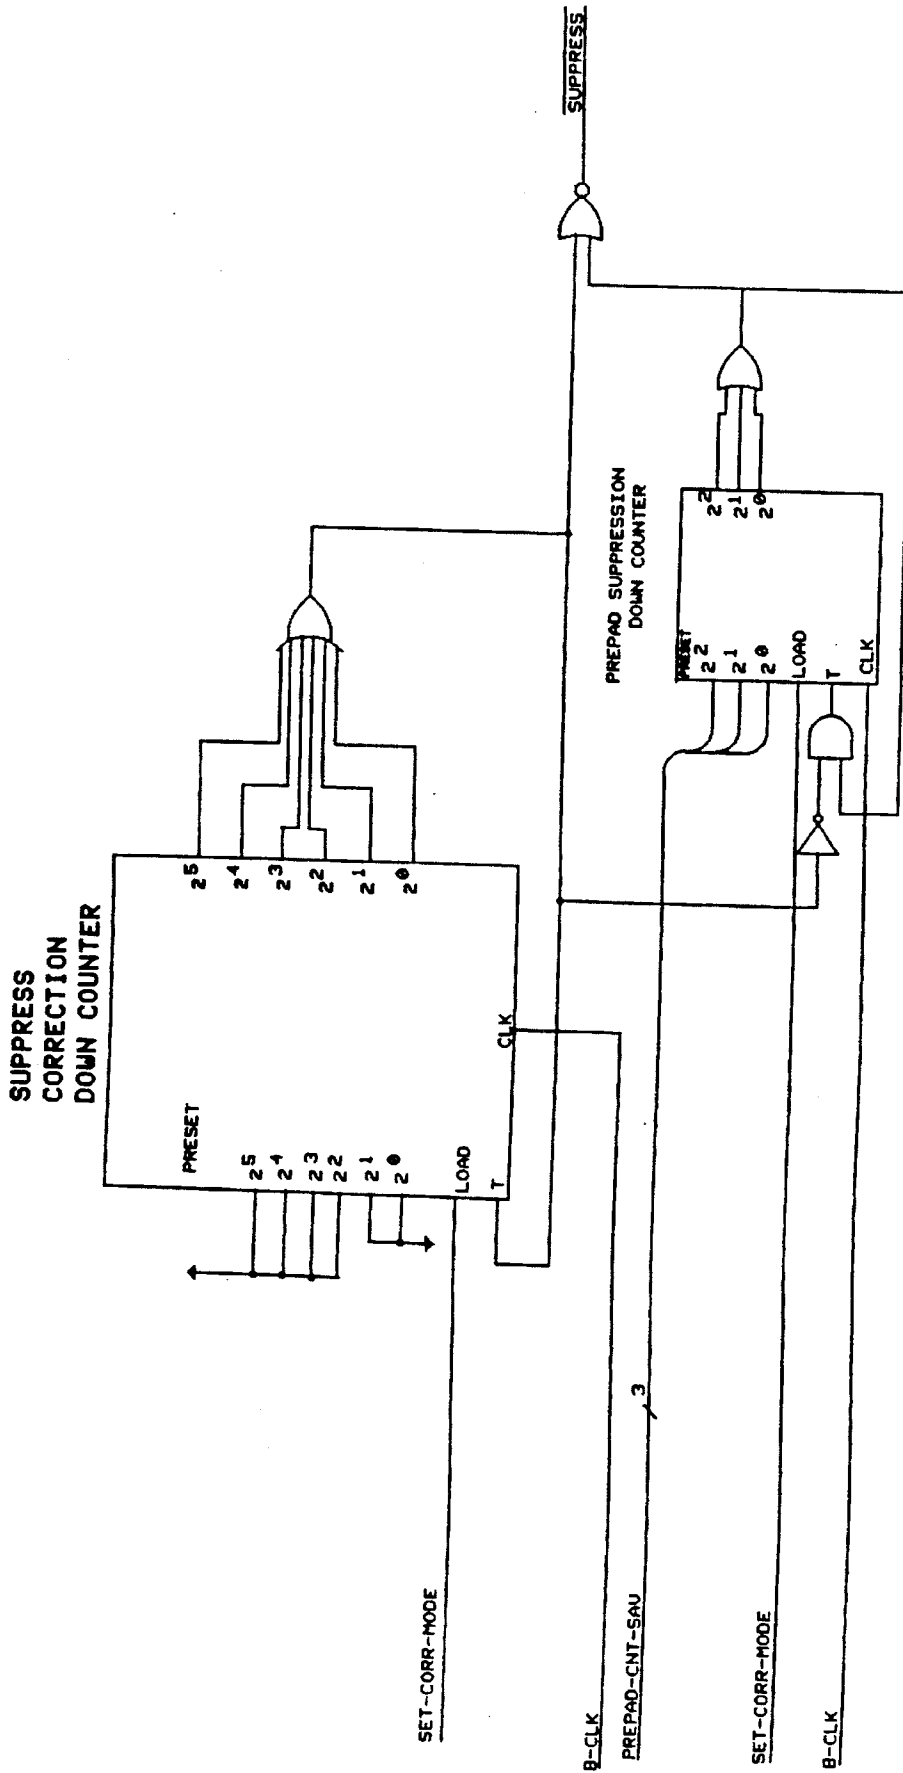 SUPPRESS
CORRECTION
DOWN COUNTER
PRESET
2^5
2^4
2^3
2^2
2^1
2^0
LOAD
T
CLK
2^5
2^4
2^3
2^2
2^1
2^0
SET-CORR-MODE
B-CLK
PREPAD-CNT-SAV
3
SET-CORR-MODE
B-CLK
PREPAD SUPPRESSION
DOWN COUNTER
PRESET
2^2
2^1
2^0
LOAD
T
CLK
2^2
2^1
2^0
SUPPRESS